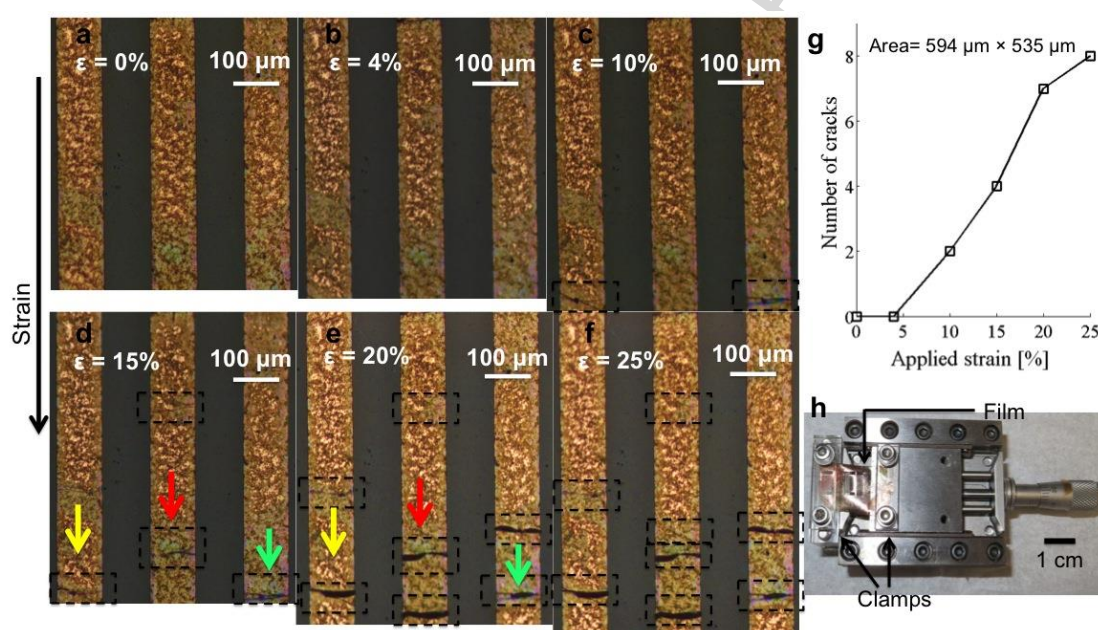 Strain
a
ε = 0%
100 µm
b
ε = 4%
100 µm
c
ε = 10%
100 µm
d
ε = 15%
100 µm
e
ε = 20%
100 µm
f
ε = 25%
100 µm
g
Area= 594 µm × 535 µm
Number of cracks
8
6
4
2
0
0
5
10
15
20
25
Applied strain [%]
h
Film
1 cm
Clamps